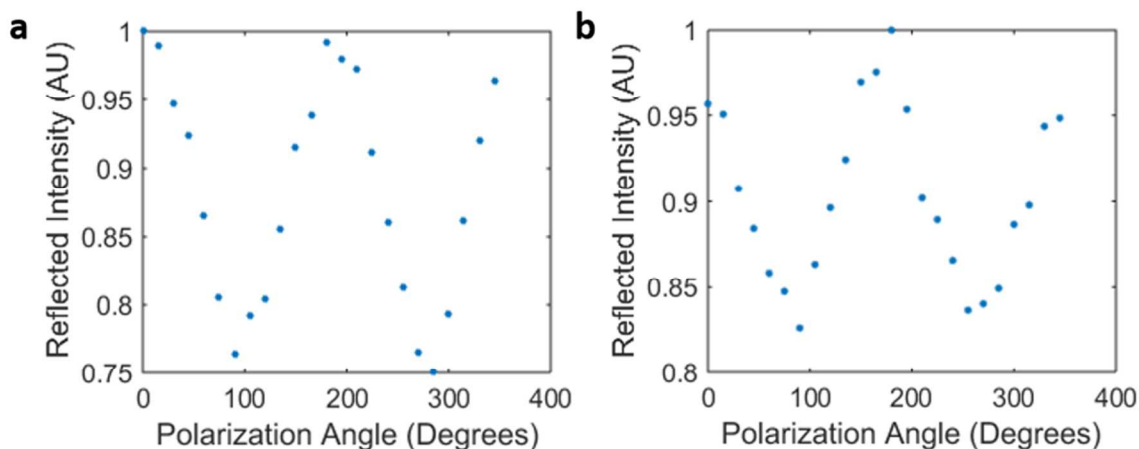 a
Reflected Intensity (AU)
1
0.95
0.9
0.85
0.8
0.75
0 100 200 300 400
Polarization Angle (Degrees)
b
Reflected Intensity (AU)
1
0.95
0.9
0.85
0.8
0 100 200 300 400
Polarization Angle (Degrees)